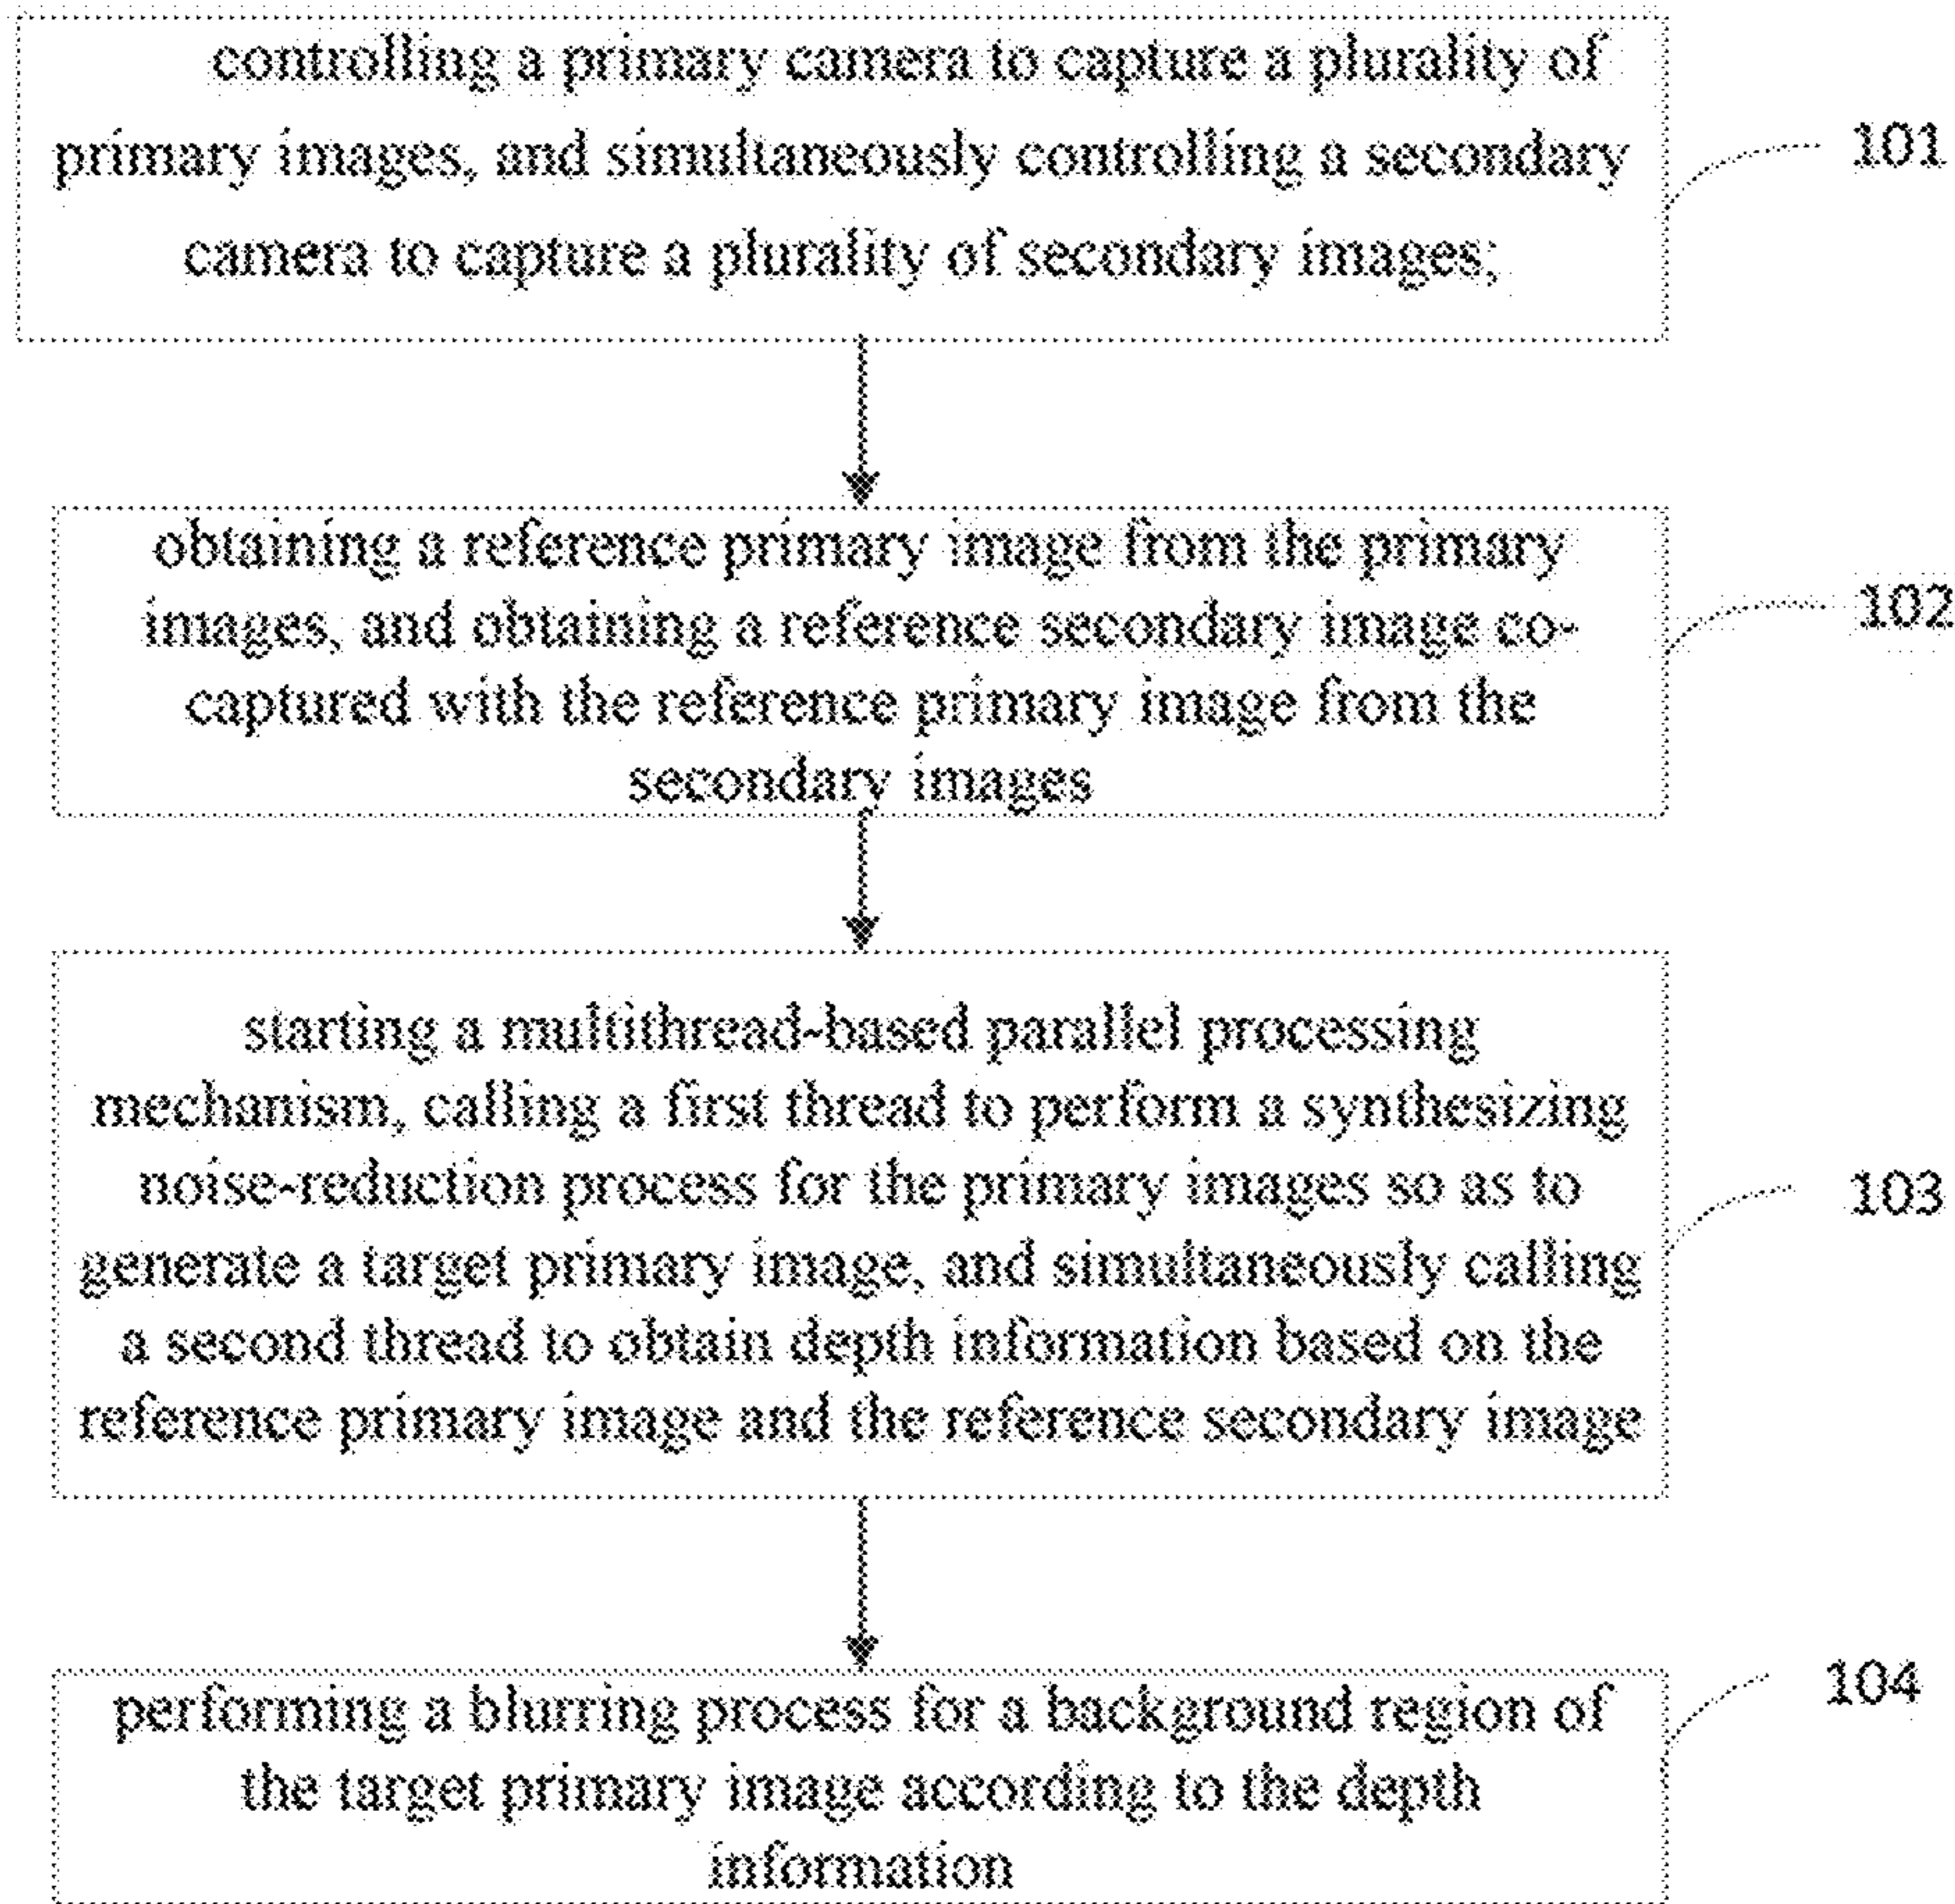 controlling a primary camera to capture a plurality of
primary images, and simultaneously controlling a secondary
camera to capture a plurality of secondary images;
101
obtaining a reference primary image from the primary
images, and obtaining a reference secondary image co-
captured with the reference primary image from the
secondary images
102
starting a multithread-based parallel processing
mechanism, calling a first thread to perform a synthesizing
noise-reduction process for the primary images so as to
generate a target primary image, and simultaneously calling
a second thread to obtain depth information based on the
reference primary image and the reference secondary image
103
performing a blurring process for a background region of
the target primary image according to the depth
information
104